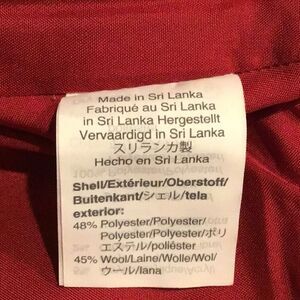 Made in Sri Lanka
Fabriqué au Sri Lanka
in Sri Lanka Hergestellt
Vervaardigd in Sri Lanka
スリランカ製
Hecho en Sri Lanka
Shell/Extérieur/Oberstoff/
Buitenkant/シェル/tela
exterior:
48% Polyester/Polyester/
Polyester/Polyester/ポリ
エステル/poliéster
45% Wool/Laine/Wolle/Wol/
ウール/lana